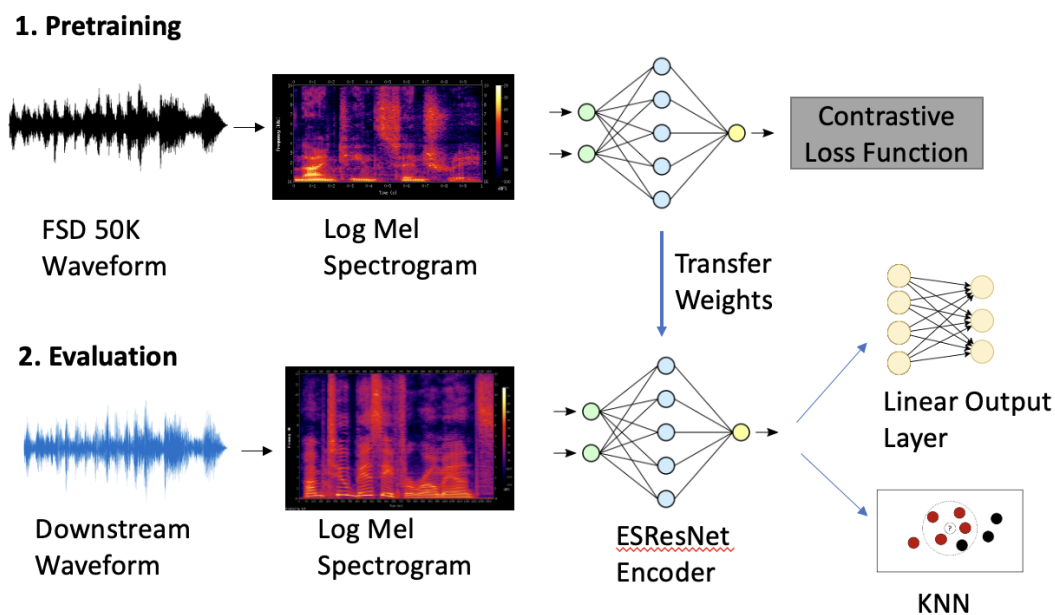 1. Pretraining
Contrastive
Loss Function
FSD 50K
Waveform
Log Mel
Spectrogram
Transfer
Weights
2. Evaluation
Linear Output
Layer
Downstream
Waveform
Log Mel
Spectrogram
ESResNet
Encoder
?
KNN